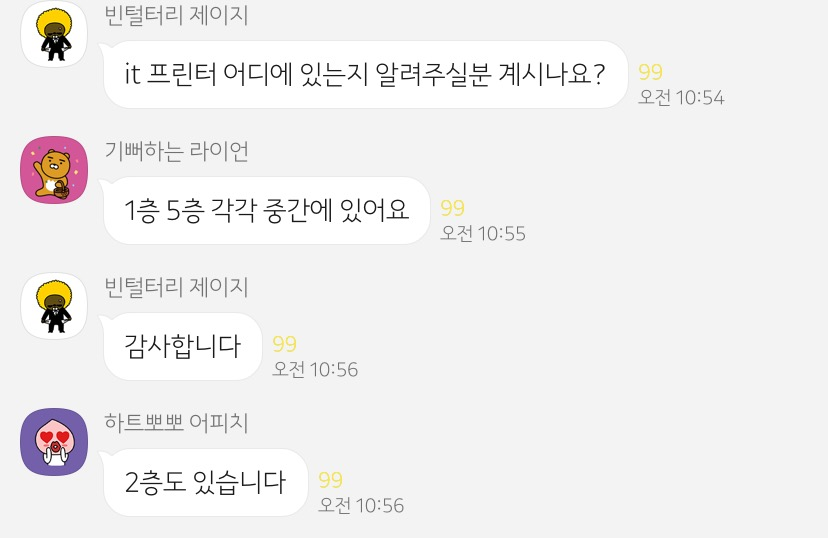 빈털터리 제이지
it 프린터 어디에 있는지 알려주실분 계시나요?
99
오전 10:54
기뻐하는 라이언
1층 5층 각각 중간에 있어요
99
오전 10:55
빈털터리 제이지
감사합니다
99
오전 10:56
하트뽀뽀 어피치
2층도 있습니다
99
오전 10:56